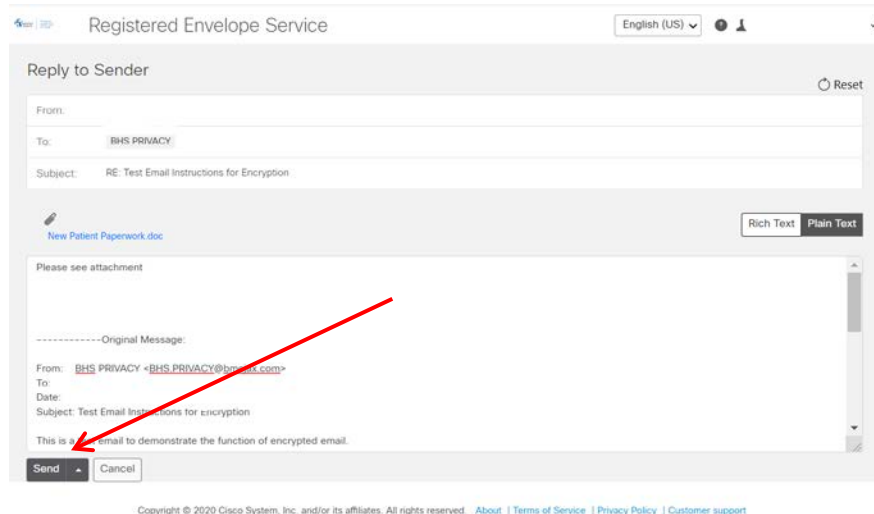 Registered Envelope Service
English (US)
Reply to Sender
Reset
From:
To: BHS PRIVACY
Subject: RE: Test Email Instructions for Encryption
New Patient Paperwork.doc
Rich Text Plain Text
Please see attachment
------------Original Message:
From: BHS PRIVACY <BHS.PRIVACY@
To:
Date:
Subject: Test Email Instructions for Encryption
This is a email to demonstrate the function of encrypted email.
Send Cancel
Copyright © 2020 Cisco System, Inc. and/or its affiliates. All rights reserved. About | Terms of Service | Privacy Policy | Customer support